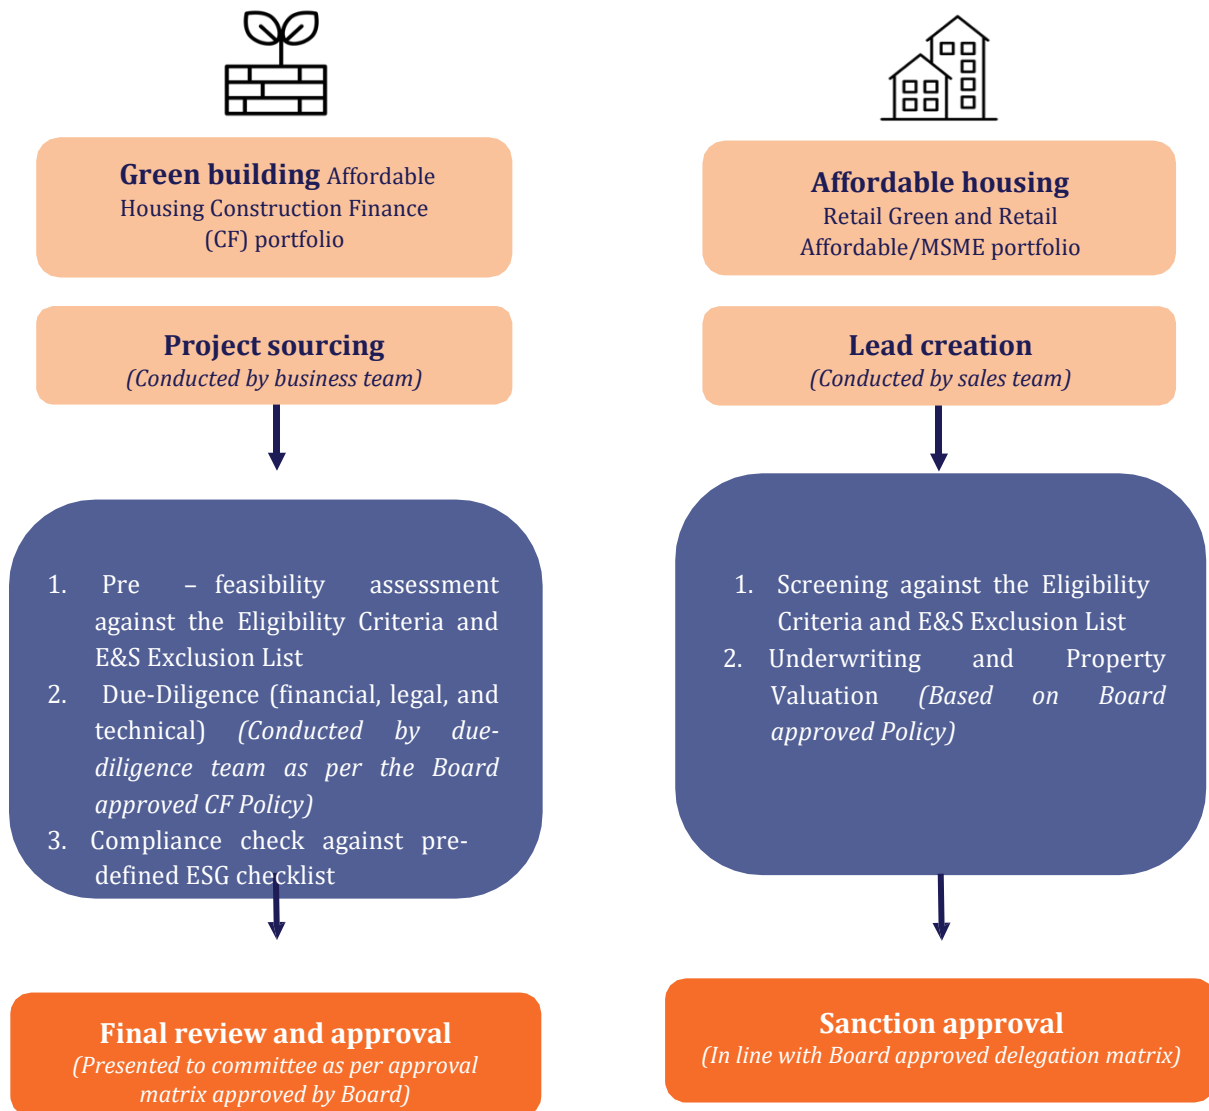 Green building Affordable
Housing Construction Finance
(CF) portfolio
Project sourcing
(Conducted by business team)
1. Pre – feasibility assessment
against the Eligibility Criteria and
E&S Exclusion List
2. Due-Diligence (financial, legal, and
technical) (Conducted by due-
diligence team as per the Board
approved CF Policy)
3. Compliance check against pre-
defined ESG checklist
Final review and approval
(Presented to committee as per approval
matrix approved by Board)
Affordable housing
Retail Green and Retail
Affordable/MSME portfolio
Lead creation
(Conducted by sales team)
1. Screening against the Eligibility
Criteria and E&S Exclusion List
2. Underwriting and Property
Valuation (Based on Board
approved Policy)
Sanction approval
(In line with Board approved delegation matrix)